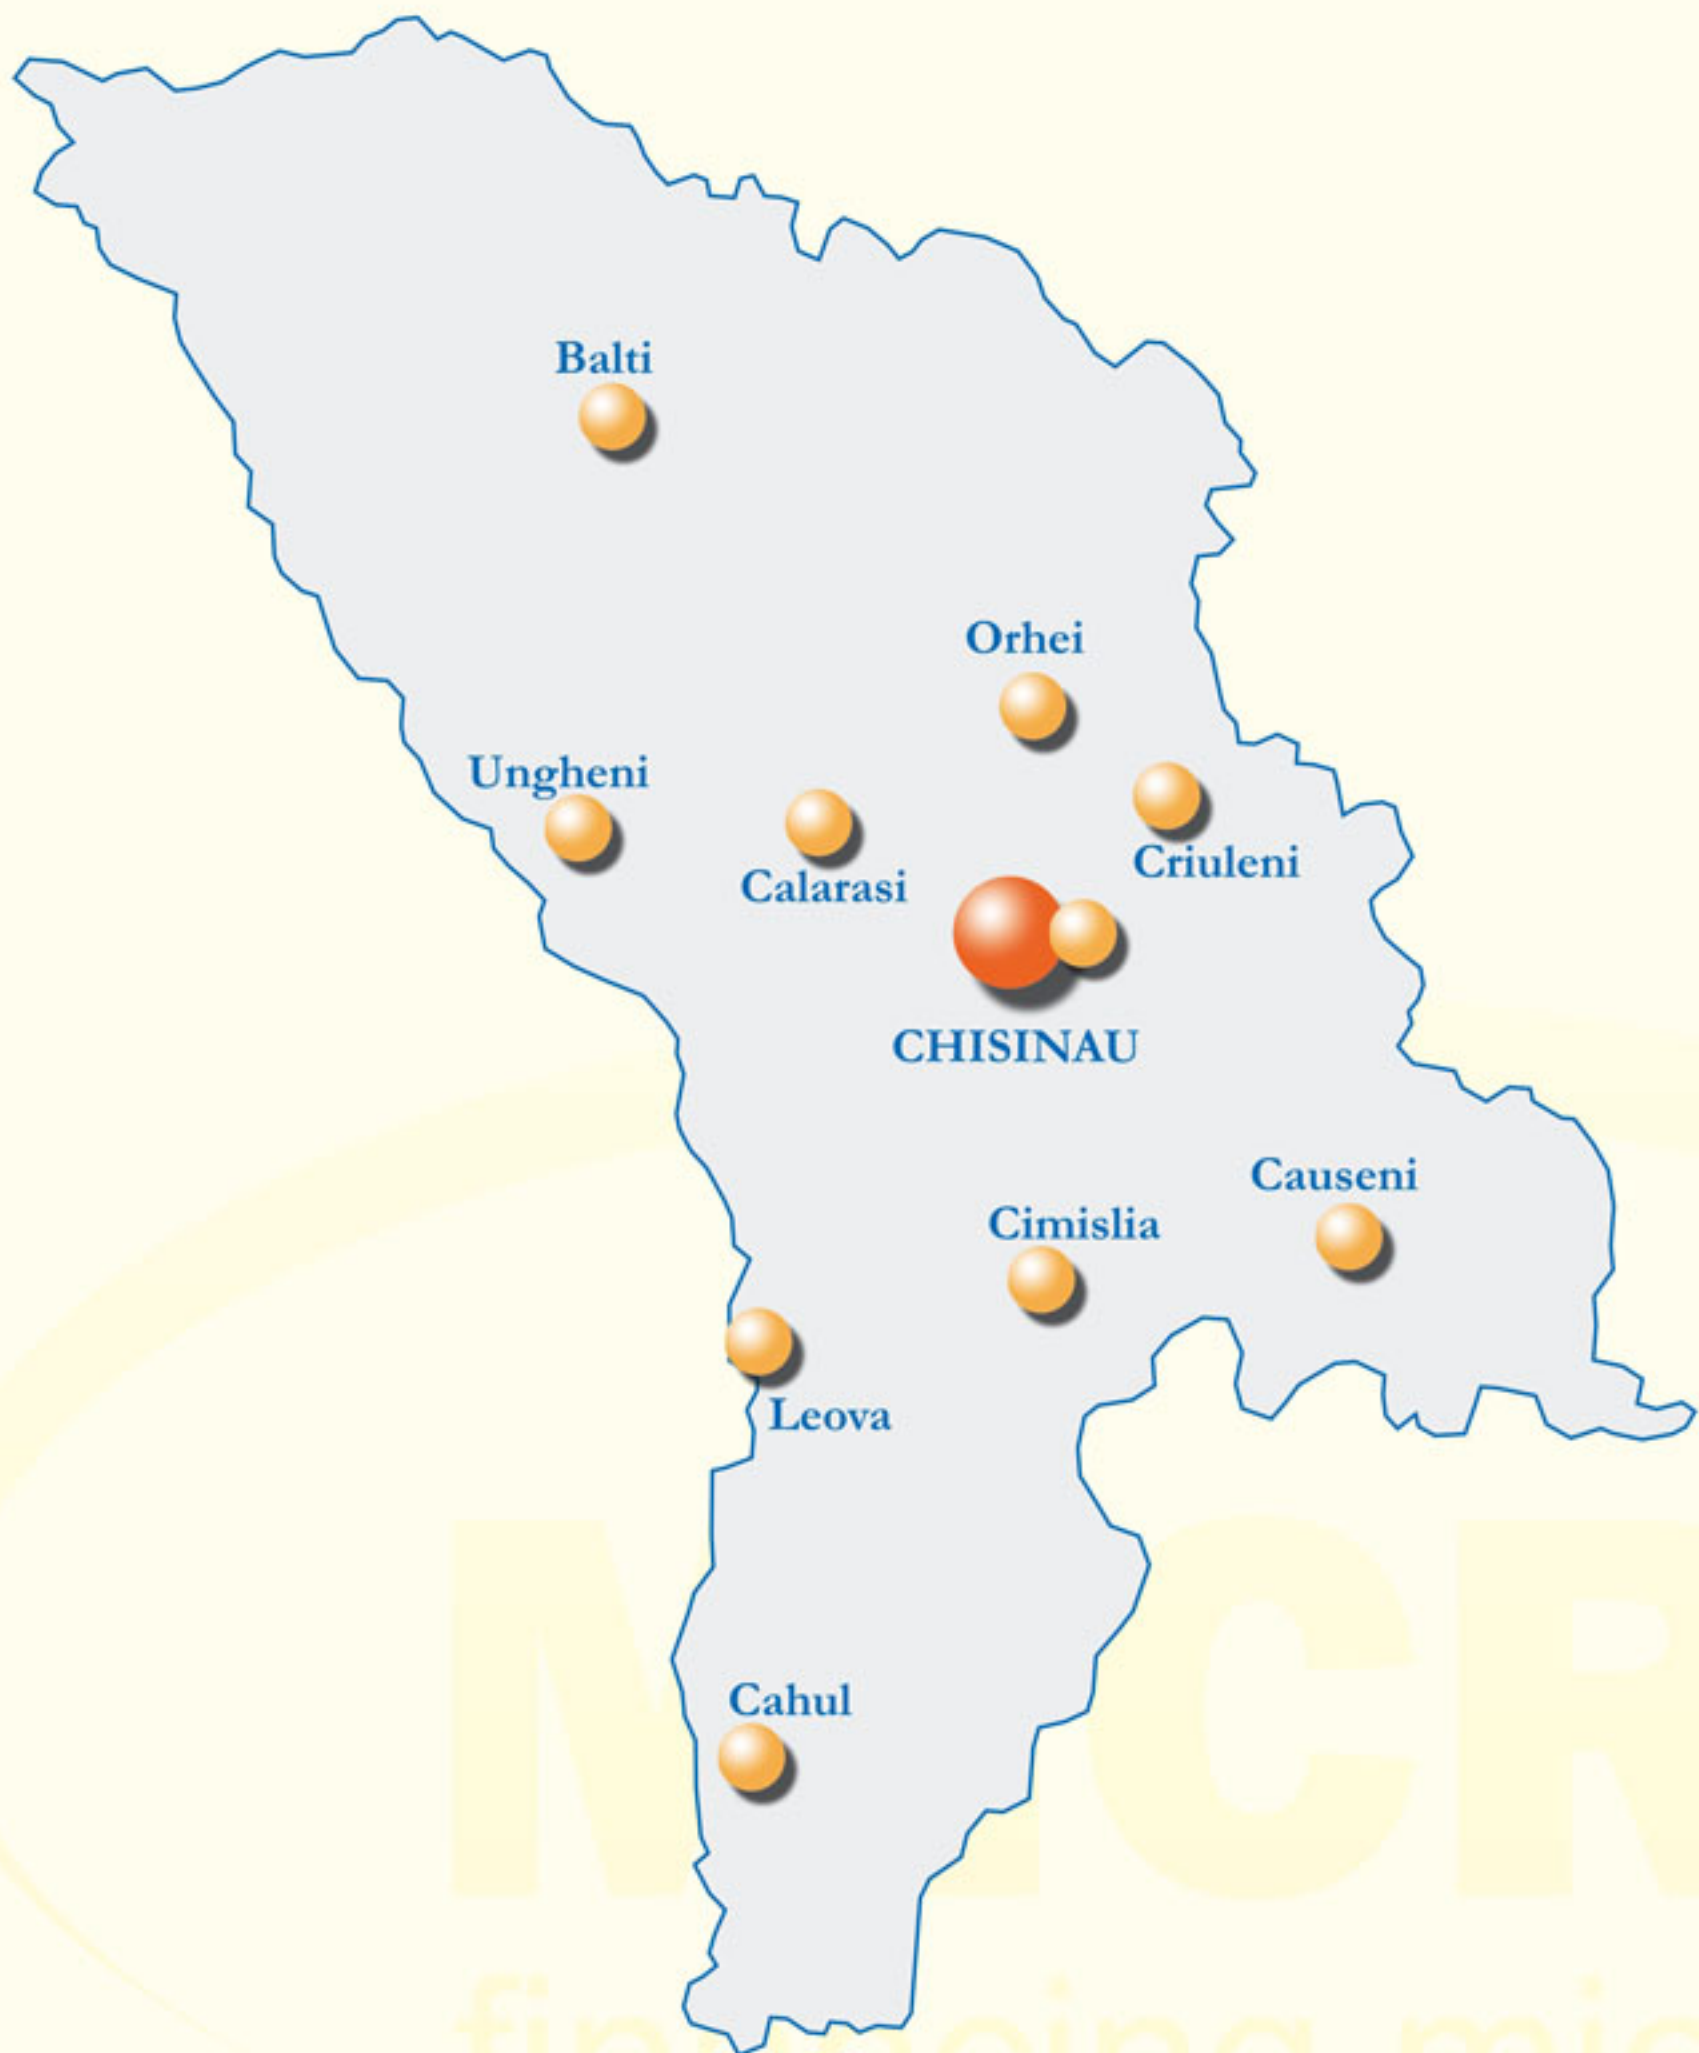 Balti
Orhei
Ungheni
Calarasi
Criuleni
CHISINAU
Causeni
Cimislia
Leova
Cahul